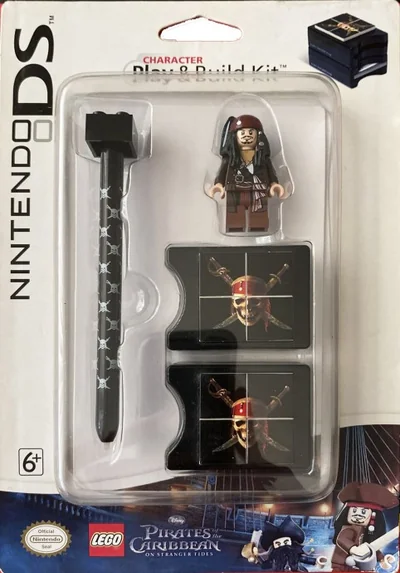 NINTENDO DS
CHARACTER
Play & Build Kit™
6+
Official
Nintendo
Seal
LEGO
Disney
PIRATES of the
CARIBBEAN
ON STRANGER TIDES